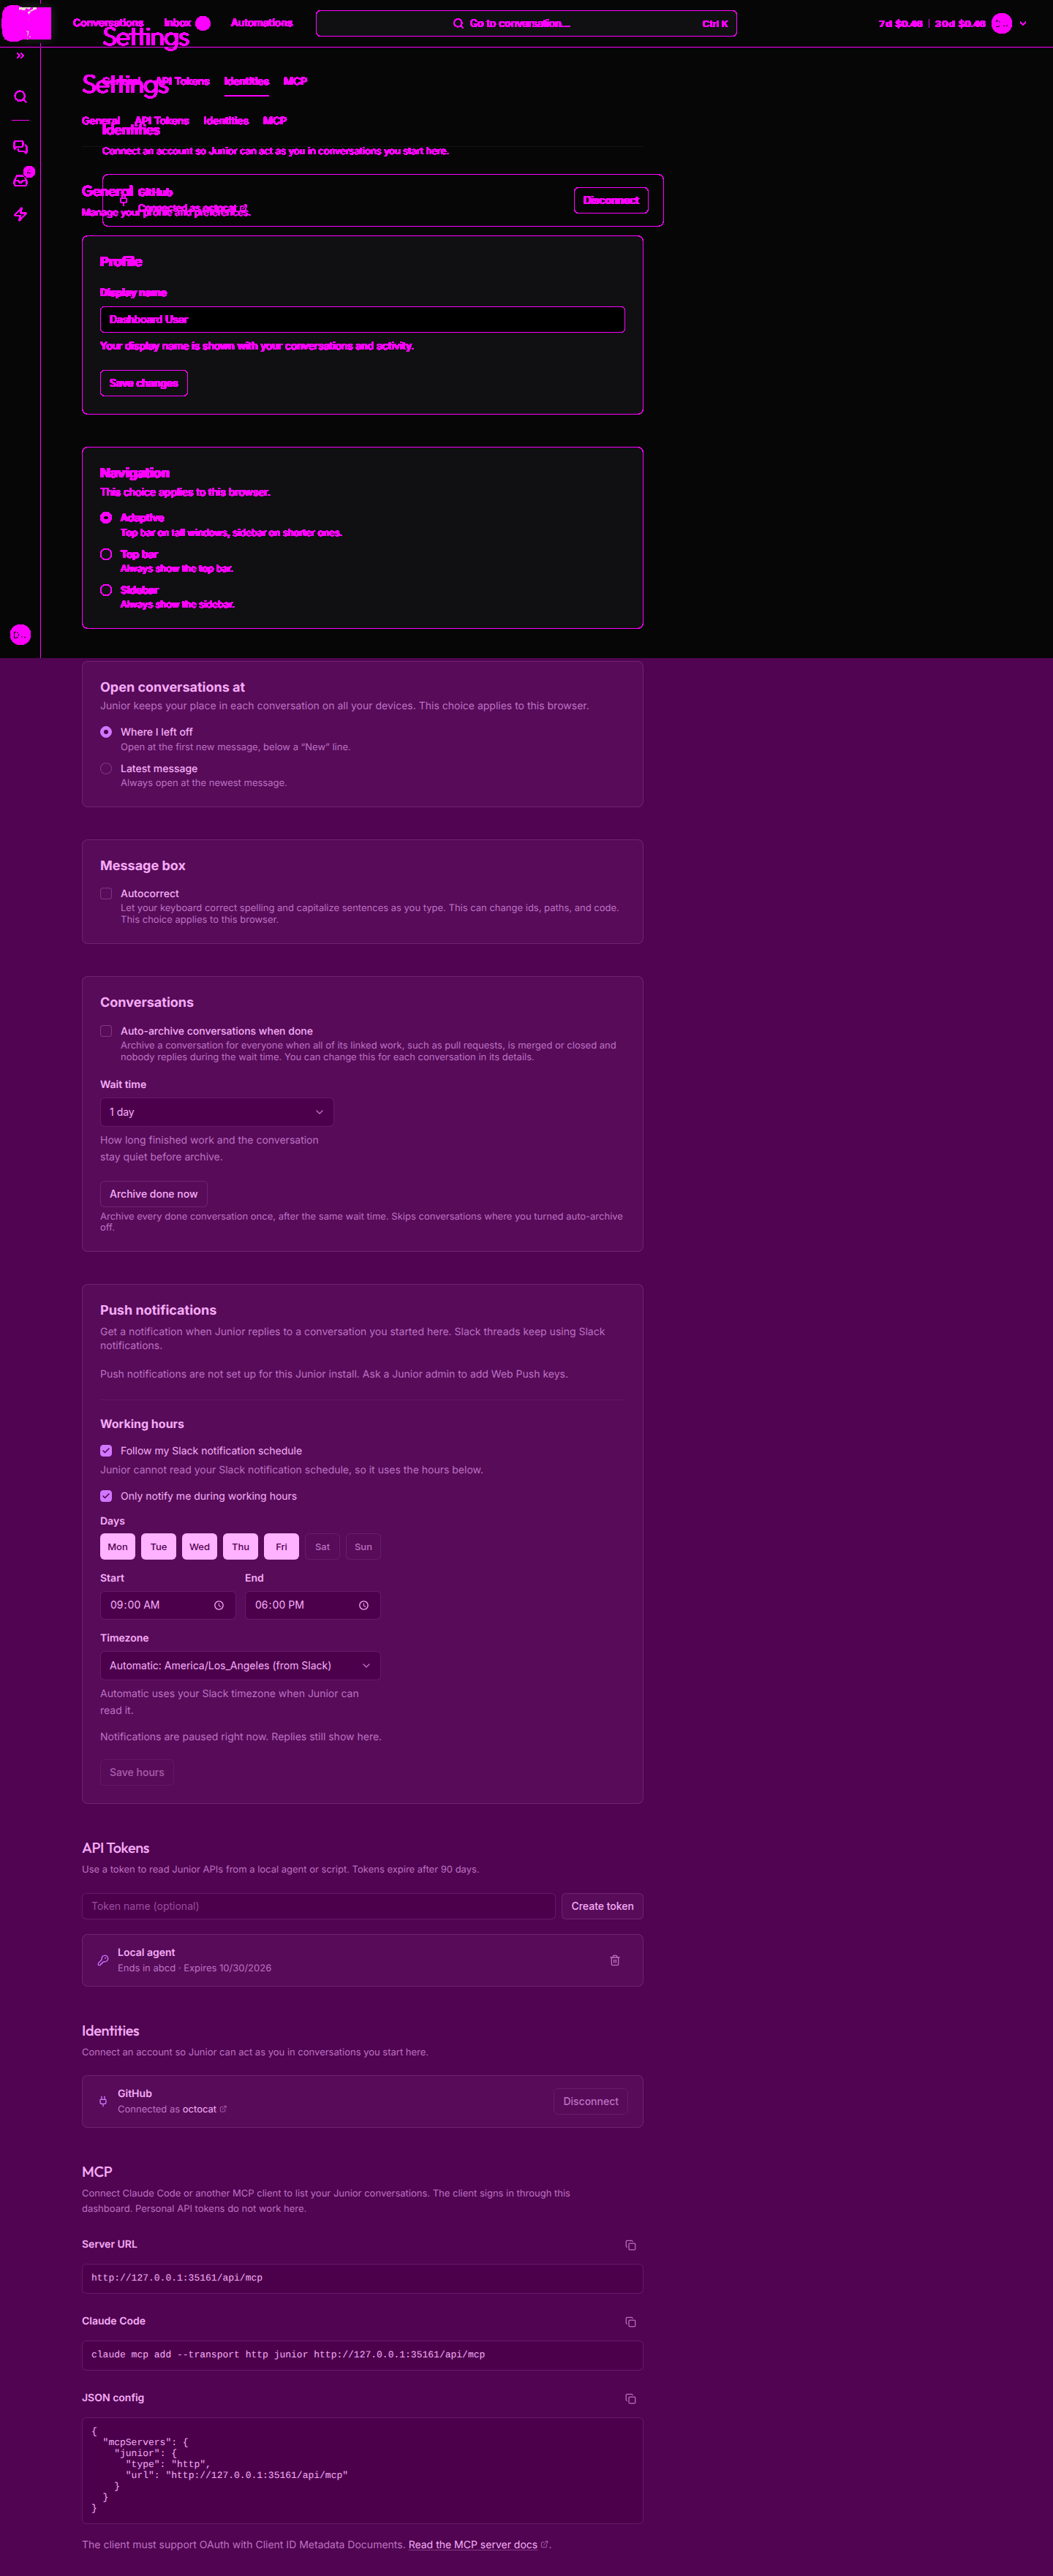 Conversations Inbox Automations Go to conversation... Ctrl K 7d $0.46 | 30d $0.46 D...
Settings
Settings
General API Tokens Identities MCP
General API Tokens Identities MCP
Identities
Connect an account so Junior can act as you in conversations you start here.
General
GitHub
Disconnect
Connected as octocat
Manage your profile and preferences.
Profile
Display name
Dashboard User
Your display name is shown with your conversations and activity.
Save changes
Navigation
This choice applies to this browser.
Adaptive
Top bar on tall windows, sidebar on shorter ones.
Top bar
Always show the top bar.
Sidebar
Always show the sidebar.
D...
Open conversations at
Junior keeps your place in each conversation on all your devices. This choice applies to this browser.
Where I left off
Open at the first new message, below a “New” line.
Latest message
Always open at the newest message.
Message box
Autocorrect
Let your keyboard correct spelling and capitalize sentences as you type. This can change ids, paths, and code.
This choice applies to this browser.
Conversations
Auto-archive conversations when done
Archive a conversation for everyone when all of its linked work, such as pull requests, is merged or closed and
nobody replies during the wait time. You can change this for each conversation in its details.
Wait time
1 day
How long finished work and the conversation
stay quiet before archive.
Archive done now
Archive every done conversation once, after the same wait time. Skips conversations where you turned auto-archive
off.
Push notifications
Get a notification when Junior replies to a conversation you started here. Slack threads keep using Slack
notifications.
Push notifications are not set up for this Junior install. Ask a Junior admin to add Web Push keys.
Working hours
Follow my Slack notification schedule
Junior cannot read your Slack notification schedule, so it uses the hours below.
Only notify me during working hours
Days
Mon Tue Wed Thu Fri Sat Sun
Start End
09:00 AM 06:00 PM
Timezone
Automatic: America/Los_Angeles (from Slack)
Automatic uses your Slack timezone when Junior can
read it.
Notifications are paused right now. Replies still show here.
Save hours
API Tokens
Use a token to read Junior APIs from a local agent or script. Tokens expire after 90 days.
Token name (optional) Create token
Local agent
Ends in abcd · Expires 10/30/2026
Identities
Connect an account so Junior can act as you in conversations you start here.
GitHub
Connected as octocat
Disconnect
MCP
Connect Claude Code or another MCP client to list your Junior conversations. The client signs in through this
dashboard. Personal API tokens do not work here.
Server URL
http://127.0.0.1:35161/api/mcp
Claude Code
claude mcp add --transport http junior http://127.0.0.1:35161/api/mcp
JSON config
{
"mcpServers": {
"junior": {
"type": "http",
"url": "http://127.0.0.1:35161/api/mcp"
}
}
}
The client must support OAuth with Client ID Metadata Documents. Read the MCP server docs.